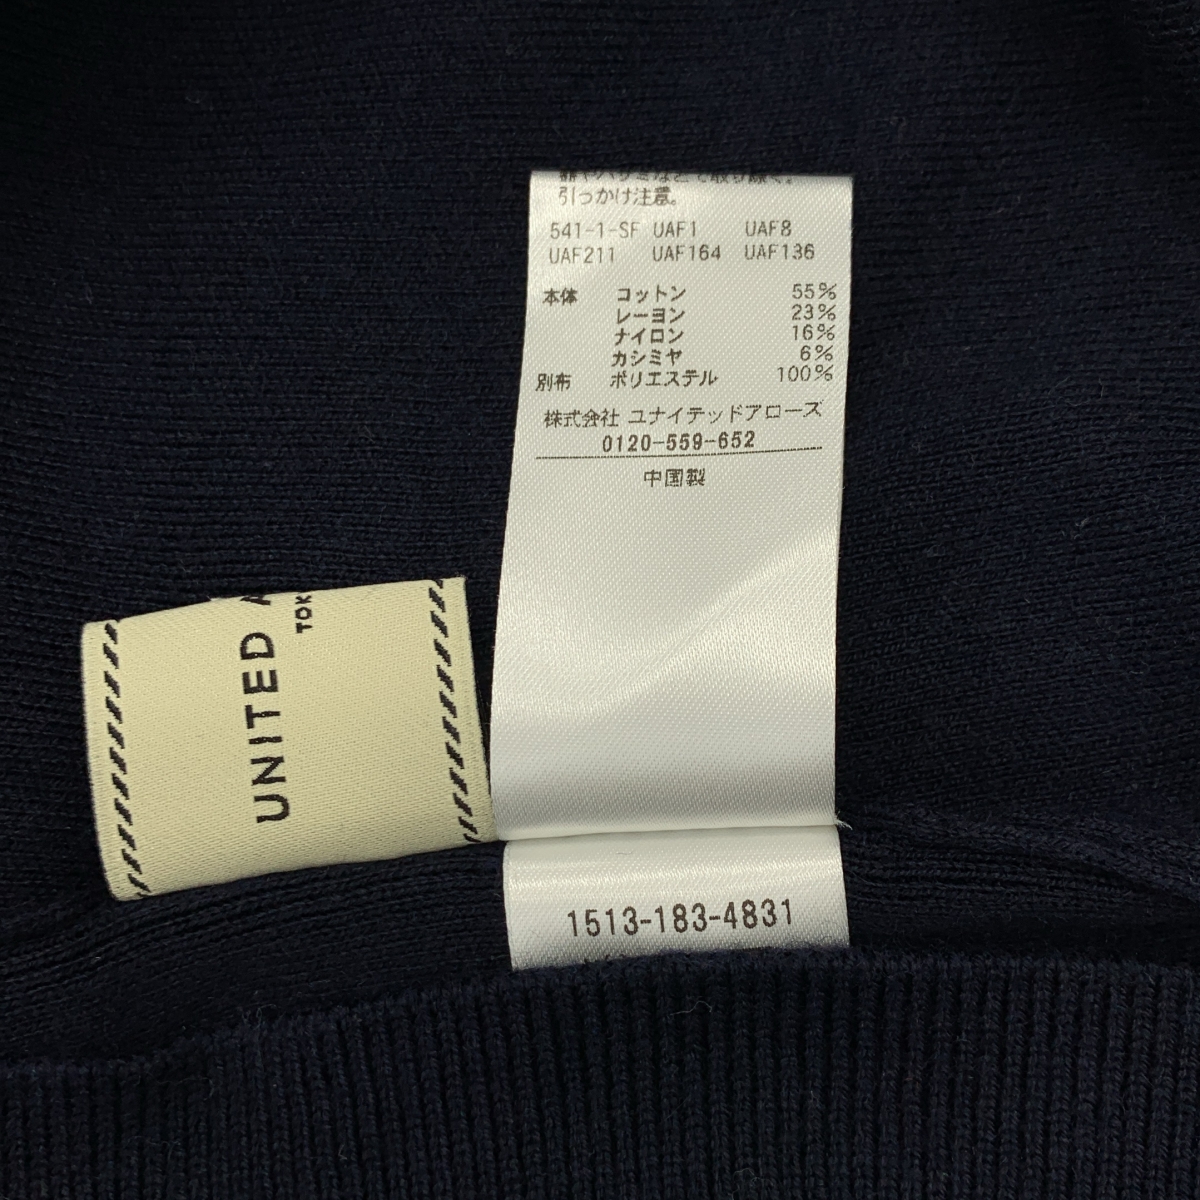 引っかけ注意。
541-1-SF UAF1 UAF8
UAF211 UAF164 UAF136
本体 コットン 55%
レーヨン 23%
ナイロン 16%
カシミヤ 6%
別布 ポリエステル 100%
株式会社 ユナイテッドアローズ
0120-559-652
中国製
UNITED A
TOK
1513-183-4831